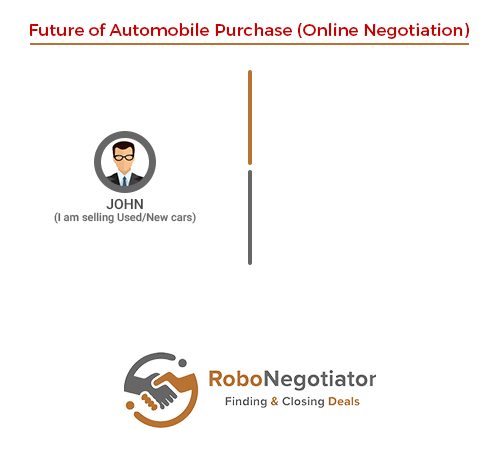 Future of Automobile Purchase (Online Negotiation)
JOHN
(I am selling Used/New cars)
RoboNegotiator
Finding & Closing Deals